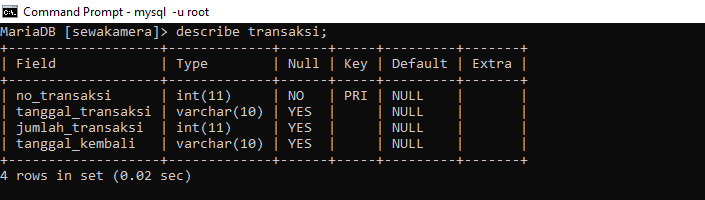 Command Prompt - mysql -u root
MariaDB [sewakamera]> describe transaksi;
+-------------------+-------------+------+-----+---------+-------+
| Field             | Type        | Null | Key | Default | Extra |
+-------------------+-------------+------+-----+---------+-------+
| no_transaksi      | int(11)     | NO   | PRI | NULL    |       |
| tanggal_transaksi | varchar(10) | YES  |     | NULL    |       |
| jumlah_transaksi  | int(11)     | YES  |     | NULL    |       |
| tanggal_kembali   | varchar(10) | YES  |     | NULL    |       |
+-------------------+-------------+------+-----+---------+-------+
4 rows in set (0.02 sec)